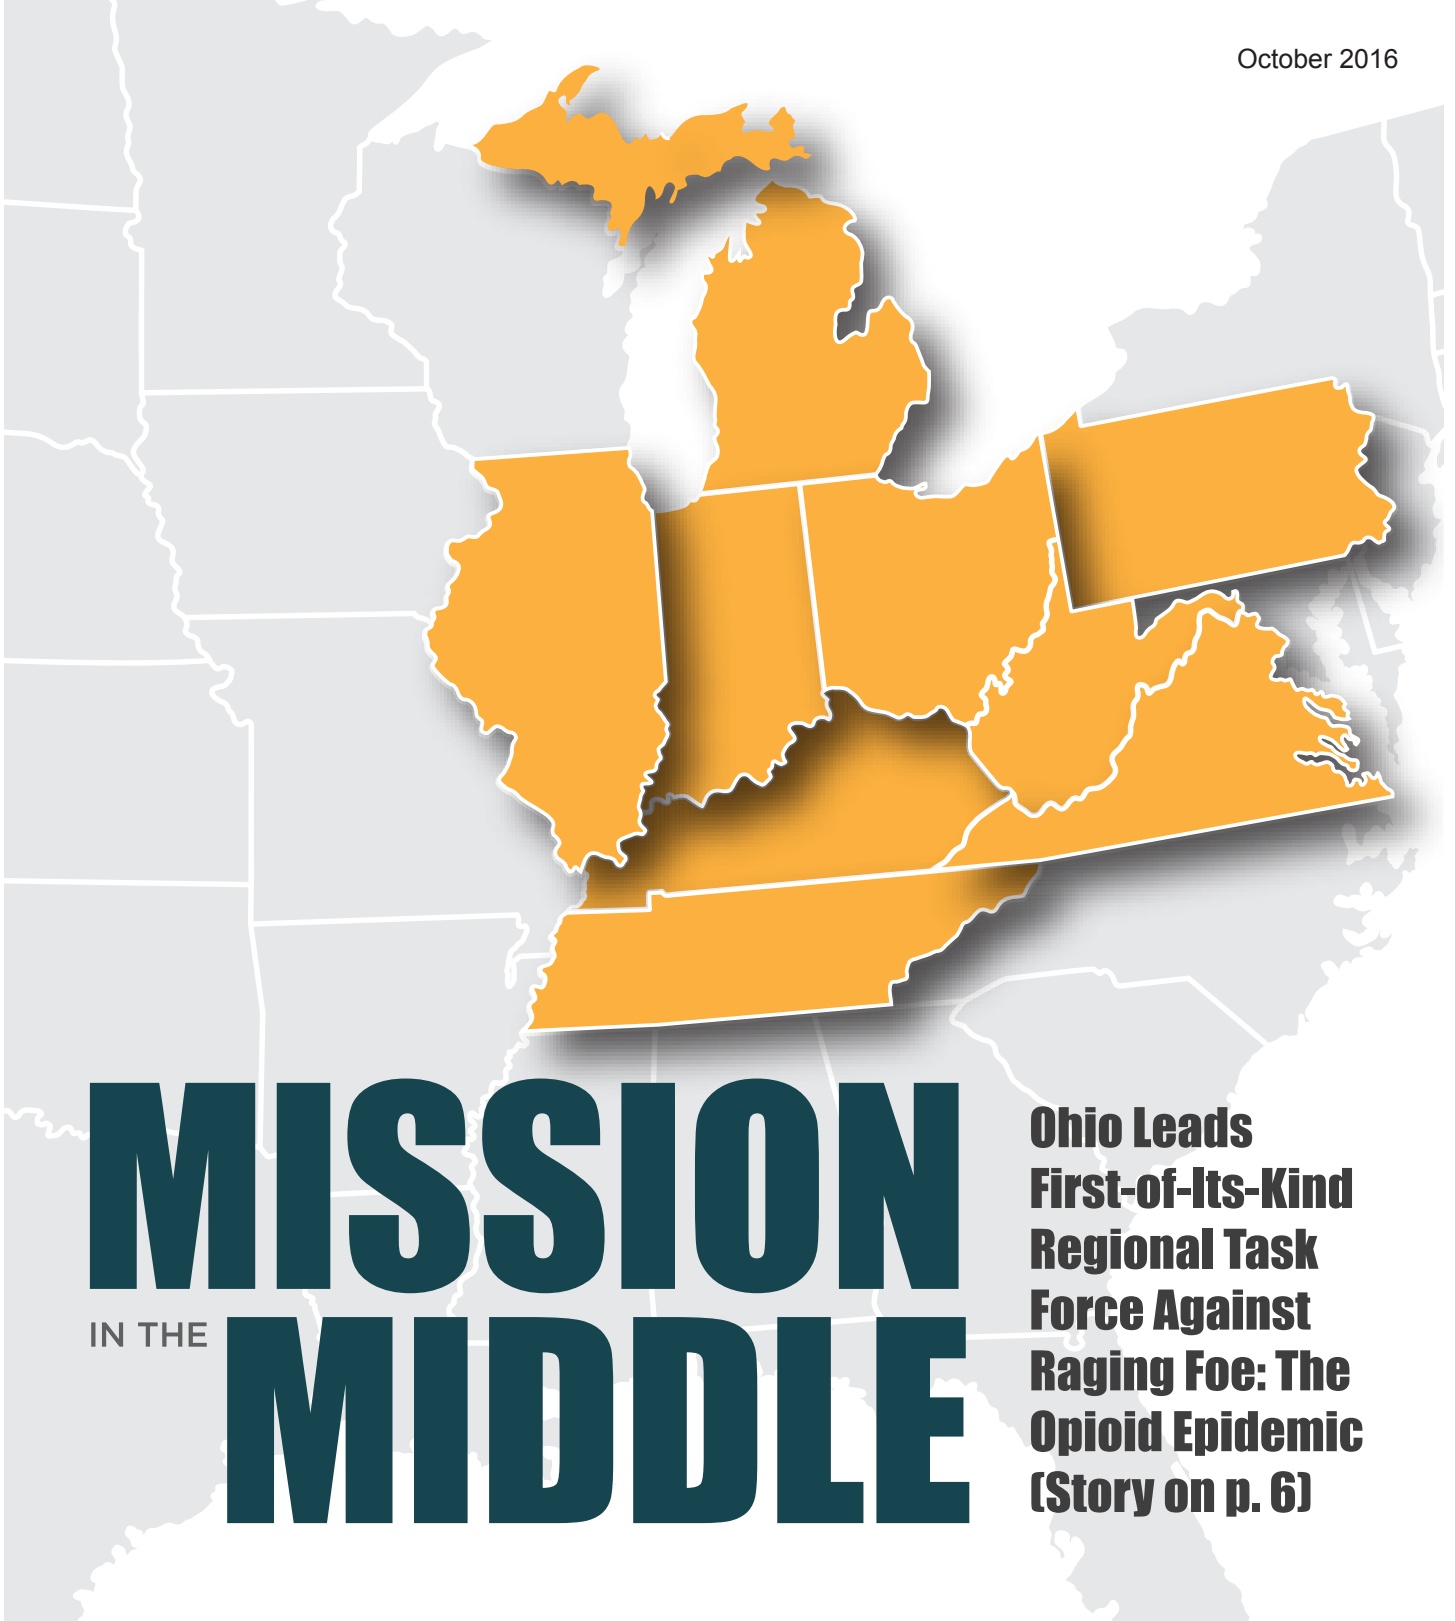 October 2016
MISSION
IN THE MIDDLE
Ohio Leads
First-of-Its-Kind
Regional Task
Force Against
Raging Foe: The
Opioid Epidemic
(Story on p. 6)